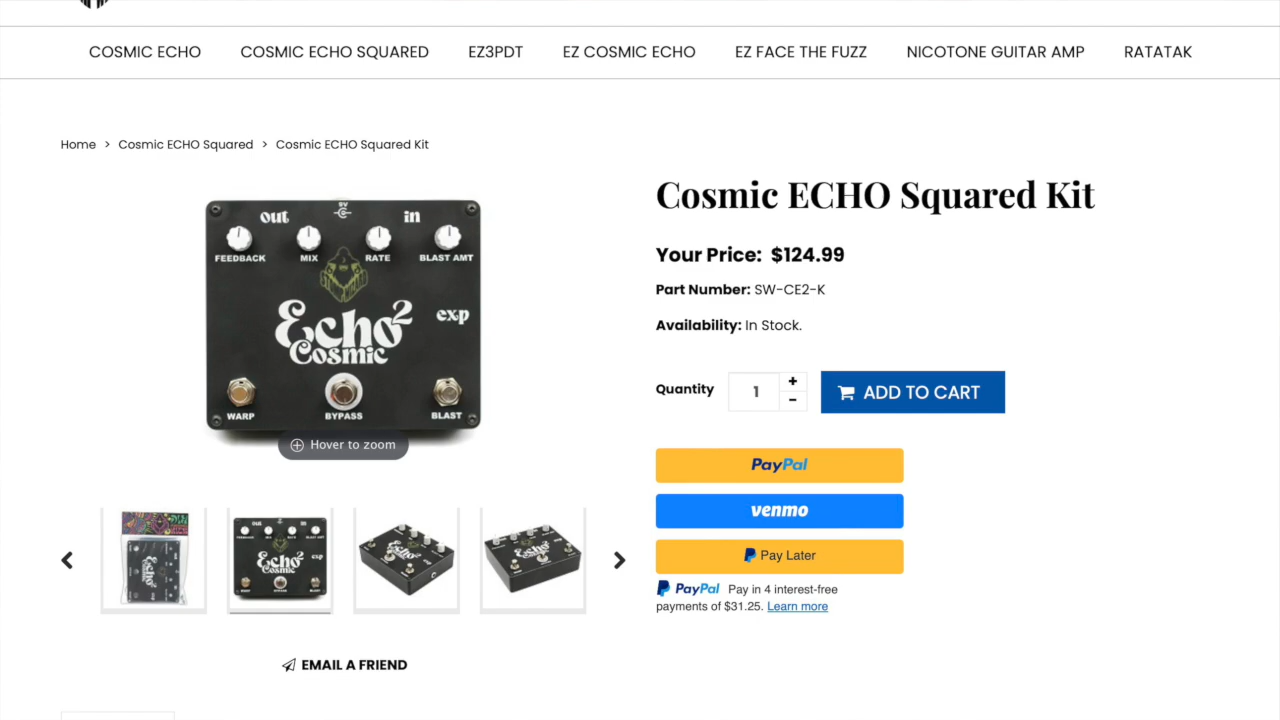 COSMIC ECHO COSMIC ECHO SQUARED EZ3PDT EZ COSMIC ECHO EZ FACE THE FUZZ NICOTONE GUITAR AMP RATATAK
Home > Cosmic ECHO Squared > Cosmic ECHO Squared Kit
out 9V in
FEEDBACK MIX RATE BLAST AMT
Echo2
Cosmic
exp
WARP BYPASS BLAST
Hover to zoom
Echo2
Cosmic
EMAIL A FRIEND
Cosmic ECHO Squared Kit
Your Price: $124.99
Part Number: SW-CE2-K
Availability: In Stock.
Quantity 1 + - ADD TO CART
PayPal
venmo
Pay Later
PayPal Pay in 4 interest-free
payments of $31.25. Learn more